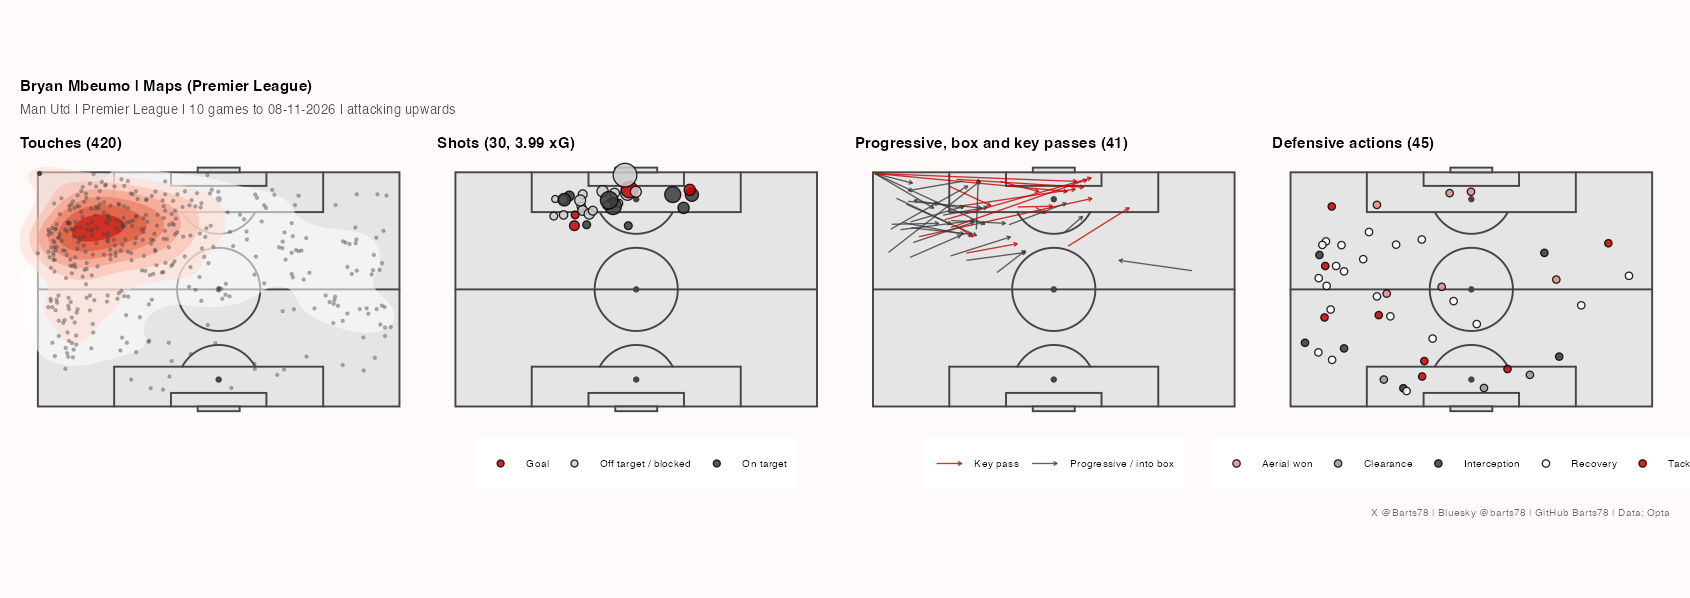 Bryan Mbeumo | Maps (Premier League)
Man Utd | Premier League | 10 games to 08-11-2026 | attacking upwards
Touches (420)
Shots (30, 3.99 xG)
Progressive, box and key passes (41)
Defensive actions (45)
Goal
Off target / blocked
On target
Key pass
Progressive / into box
Aerial won
Clearance
Interception
Recovery
Tack
X @Barts78 | Bluesky @barts78 | GitHub Barts78 | Data: Opta